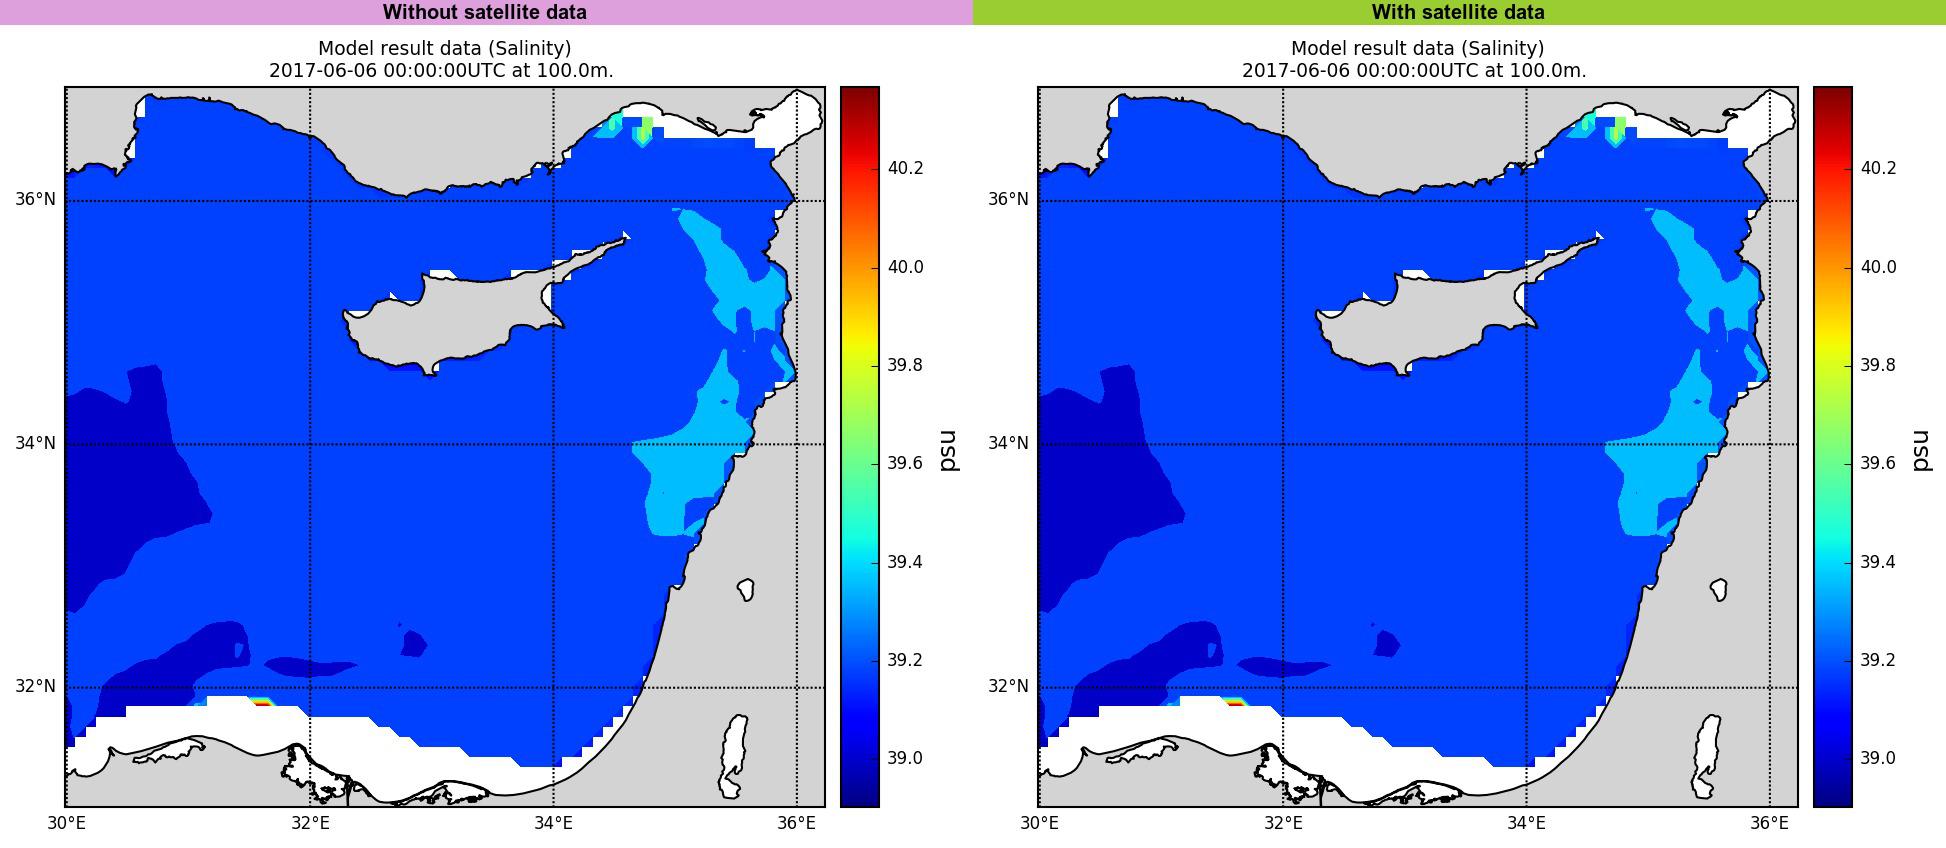 Without satellite data
With satellite data
Model result data (Salinity)
2017-06-06 00:00:00UTC at 100.0m.
36°N
34°N
32°N
30°E 32°E 34°E 36°E
40.2
40.0
39.8
39.6
39.4
39.2
39.0
psu
Model result data (Salinity)
2017-06-06 00:00:00UTC at 100.0m.
36°N
34°N
32°N
30°E 32°E 34°E 36°E
40.2
40.0
39.8
39.6
39.4
39.2
39.0
psu